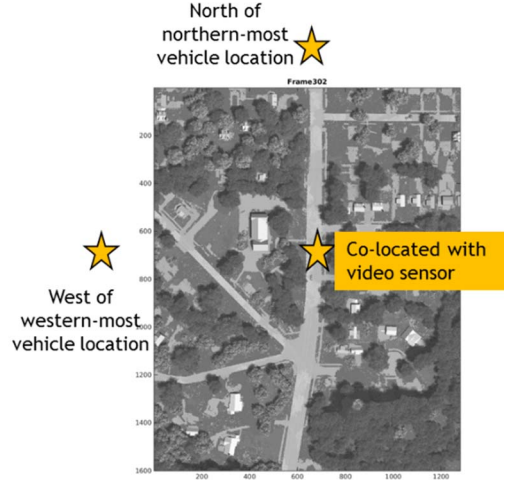 North of
northern-most
vehicle location
Frame302
200
400
600
800
1000
1200
1400
1600
200
400
600
800
1000
1200
Co-located with
video sensor
West of
western-most
vehicle location